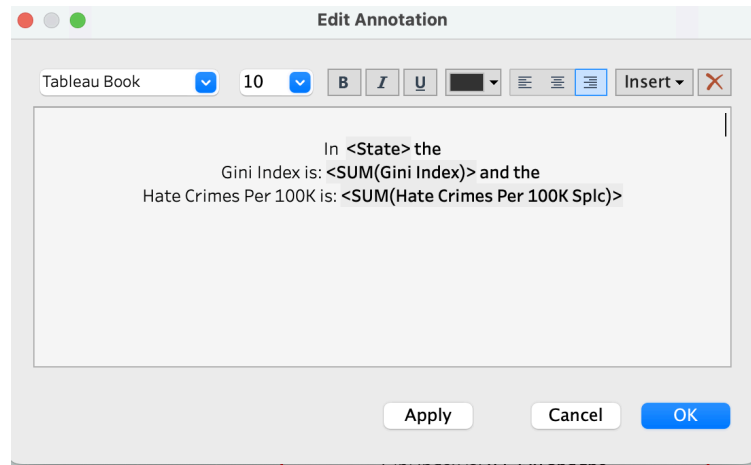 Edit Annotation
Tableau Book 10 B I U Insert
In <State> the
Gini Index is: <SUM(Gini Index)> and the
Hate Crimes Per 100K is: <SUM(Hate Crimes Per 100K Splc)>
Apply Cancel OK